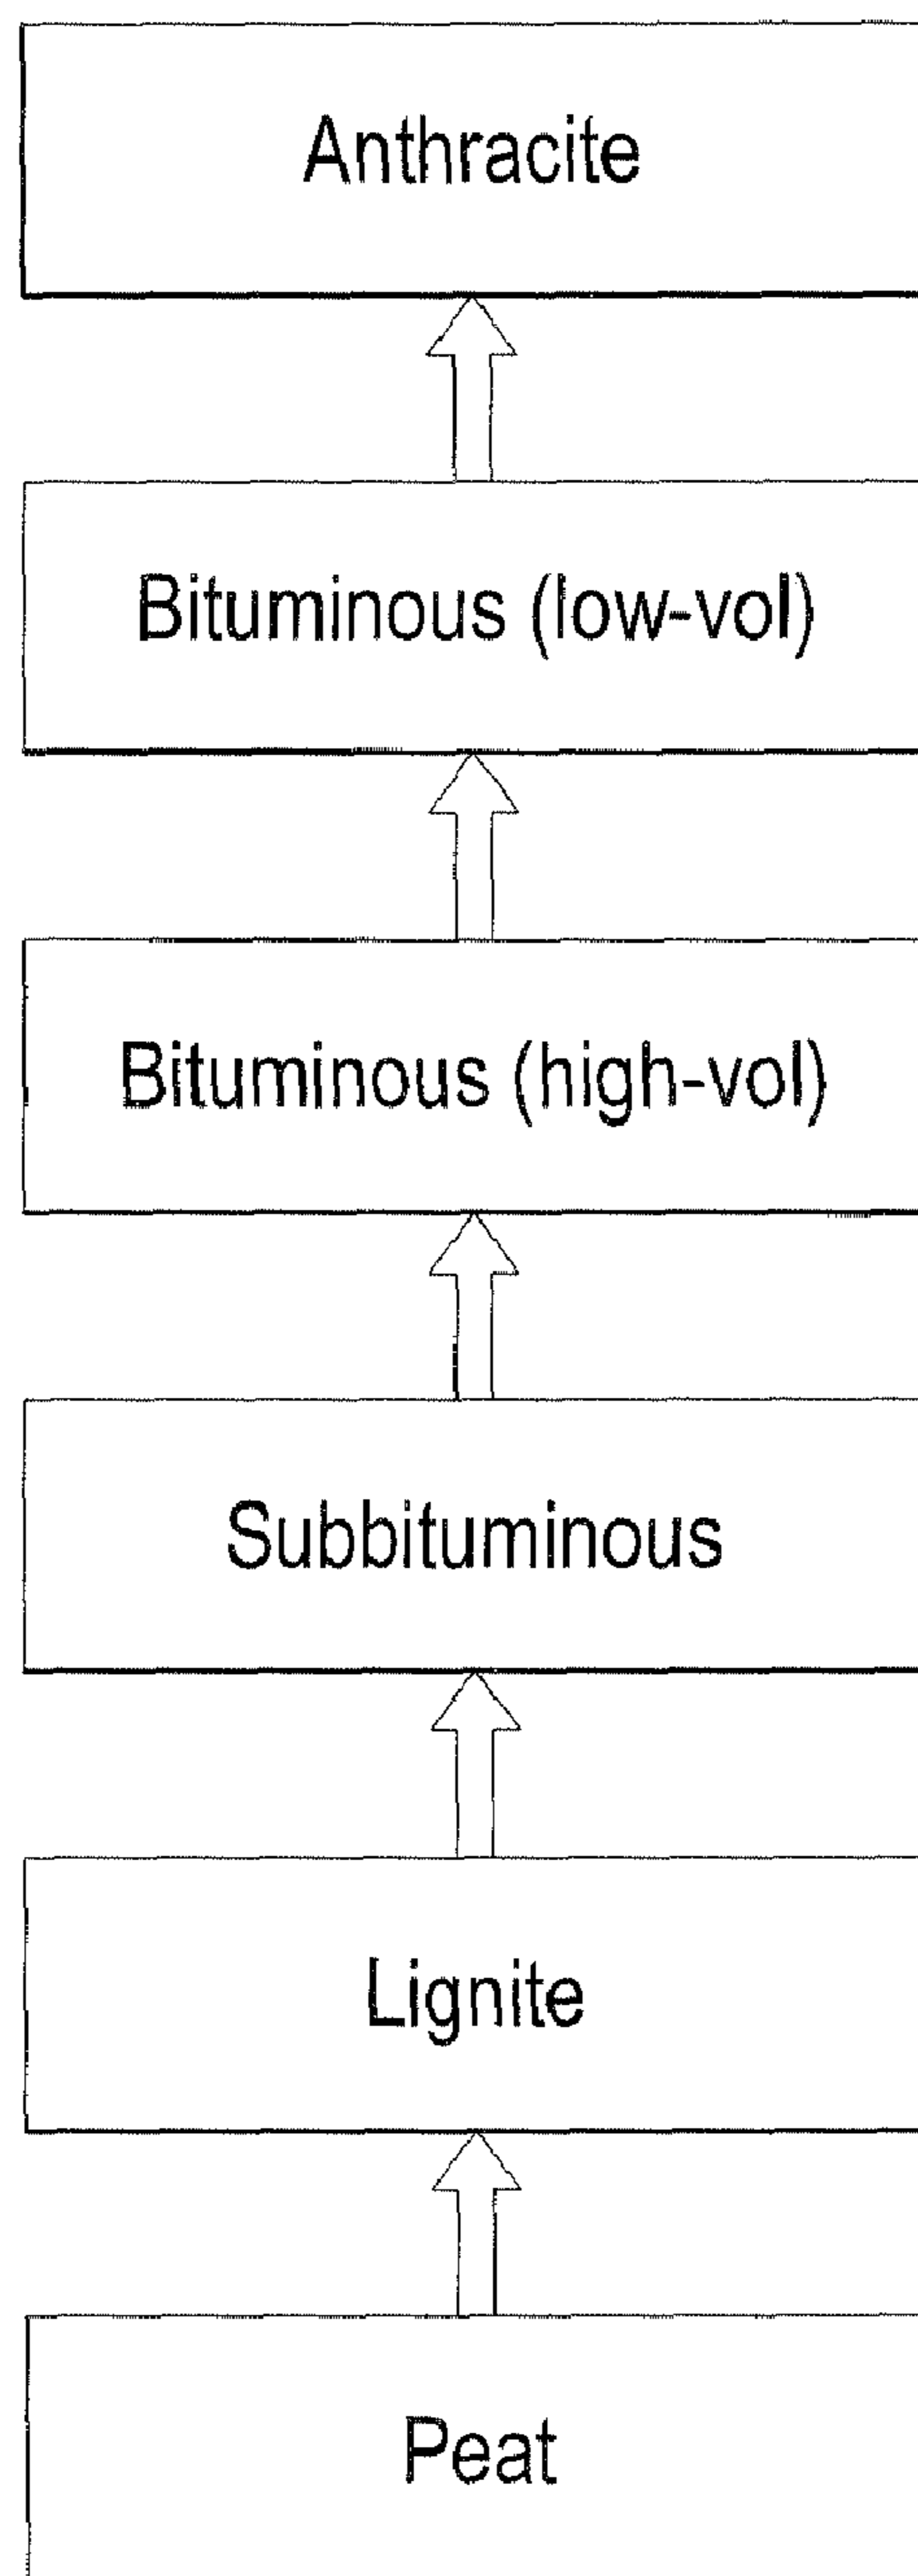 Anthracite
Bituminous (low-vol)
Bituminous (high-vol)
Subbituminous
Lignite
Peat